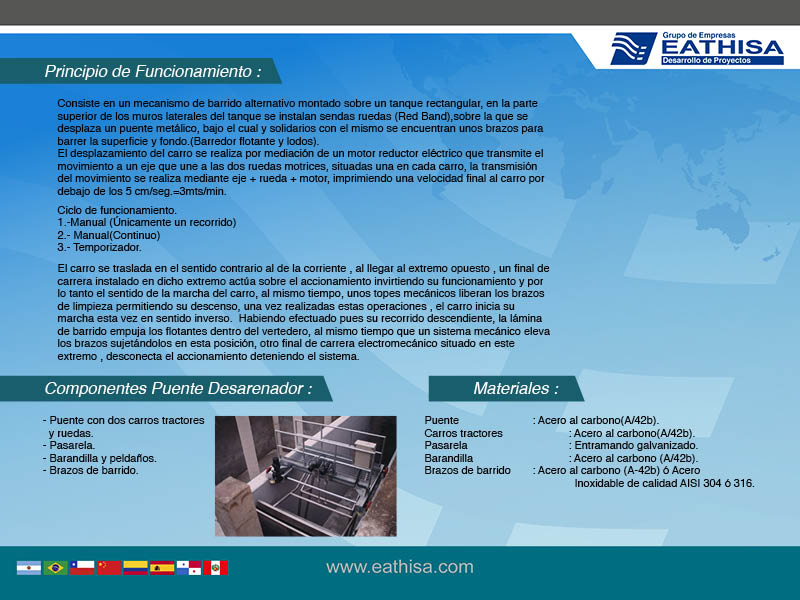 Grupo de Empresas
EATHISA
Desarrollo de Proyectos
Principio de Funcionamiento :
Consiste en un mecanismo de barrido alternativo montado sobre un tanque rectangular, en la parte
superior de los muros laterales del tanque se instalan sendas ruedas (Red Band),sobre la que se
desplaza un puente metálico, bajo el cual y solidarios con el mismo se encuentran unos brazos para
barrer la superficie y fondo.(Barredor flotante y lodos).
El desplazamiento del carro se realiza por mediación de un motor reductor eléctrico que transmite el
movimiento a un eje que une a las dos ruedas motrices, situadas una en cada carro, la transmisión
del movimiento se realiza mediante eje + rueda + motor, imprimiendo una velocidad final al carro por
debajo de los 5 cm/seg.=3mts/min.
Ciclo de funcionamiento.
1.-Manual (Únicamente un recorrido)
2.- Manual(Continuo)
3.- Temporizador.
El carro se traslada en el sentido contrario al de la corriente , al llegar al extremo opuesto , un final de
carrera instalado en dicho extremo actúa sobre el accionamiento invirtiendo su funcionamiento y por
lo tanto el sentido de la marcha del carro, al mismo tiempo, unos topes mecánicos liberan los brazos
de limpieza permitiendo su descenso, una vez realizadas estas operaciones , el carro inicia su
marcha esta vez en sentido inverso.  Habiendo efectuado pues su recorrido descendiente, la lámina
de barrido empuja los flotantes dentro del vertedero, al mismo tiempo que un sistema mecánico eleva
los brazos sujetándolos en esta posición, otro final de carrera electromecánico situado en este
extremo , desconecta el accionamiento deteniendo el sistema.
Componentes Puente Desarenador :
- Puente con dos carros tractores
y ruedas.
- Pasarela.
- Barandilla y peldaños.
- Brazos de barrido.
Materiales :
Puente : Acero al carbono(A/42b).
Carros tractores : Acero al carbono(A/42b).
Pasarela : Entramando galvanizado.
Barandilla : Acero al carbono (A/42b).
Brazos de barrido : Acero al carbono (A-42b) ó Acero
Inoxidable de calidad AISI 304 ó 316.
www.eathisa.com